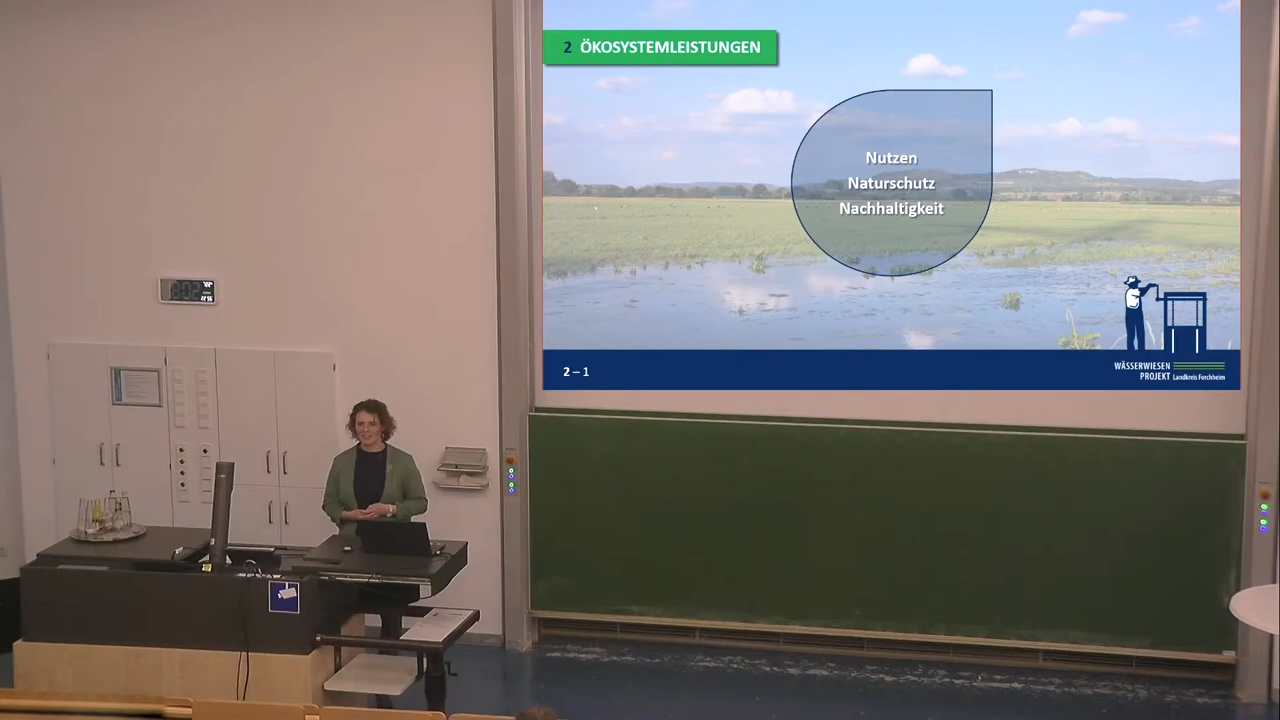 2 ÖKOSYSTEMLEISTUNGEN
Nutzen
Naturschutz
Nachhaltigkeit
2 – 1
WÄSSERWIESEN
PROJEKT Landkreis Forchheim